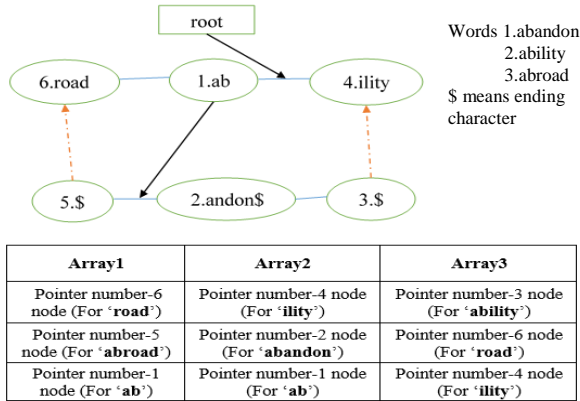 root
Words 1.abandon
2.ability
3.abroad
$ means ending
character
6.road
1.ab
4.ility
5.$
2.andon$
3.$
Array1 Array2 Array3
Pointer number-6 node (For ‘road’) Pointer number-4 node (For ‘ility’) Pointer number-3 node (For ‘ability’)
Pointer number-5 node (For ‘abroad’) Pointer number-2 node (For ‘abandon’) Pointer number-6 node (For ‘road’)
Pointer number-1 node (For ‘ab’) Pointer number-1 node (For ‘ab’) Pointer number-4 node (For ‘ility’)